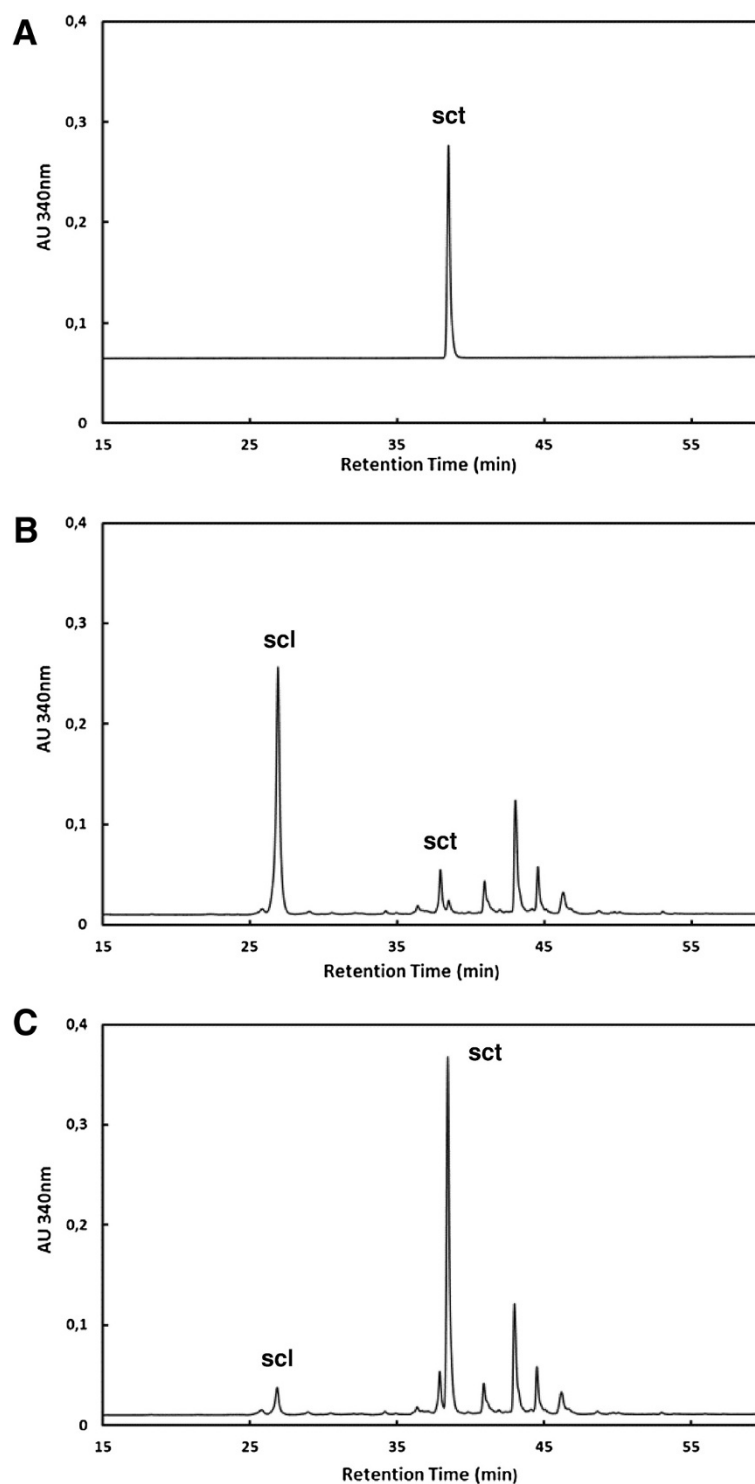 A
0,4
0,3
0,2
0,1
0
AU 340nm
sct
15 25 35 45 55
Retention Time (min)
B
0,4
0,3
0,2
0,1
0
AU 340nm
scl
sct
15 25 35 45 55
Retention Time (min)
C
0,4
0,3
0,2
0,1
0
AU 340nm
sct
scl
15 25 35 45 55
Retention Time (min)